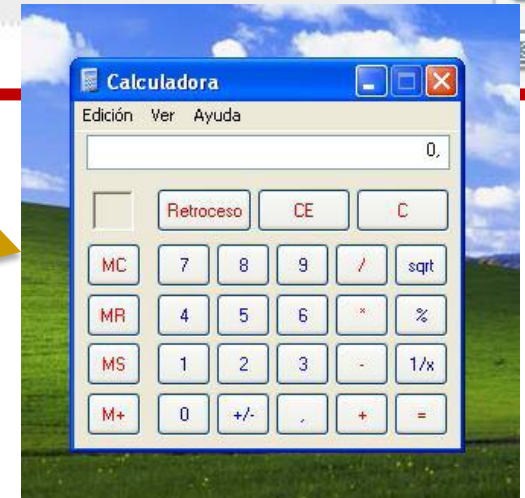 Calculadora
Edición Ver Ayuda
0,
Retroceso CE C
MC 7 8 9 / sqrt
MR 4 5 6 * %
MS 1 2 3 - 1/x
M+ 0 +/- , + =